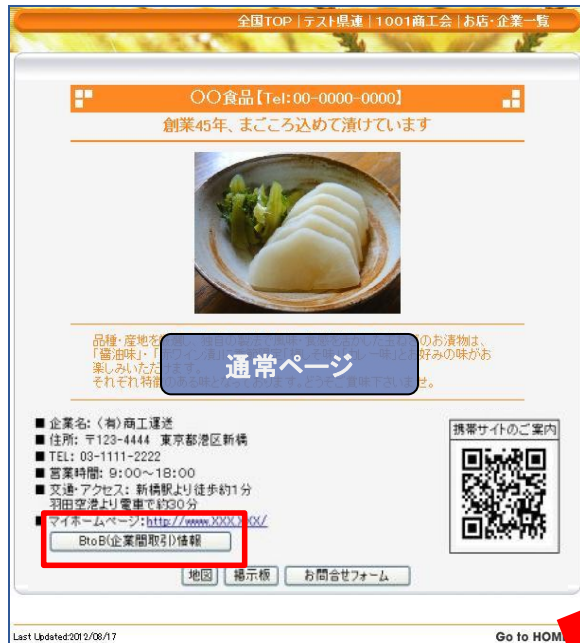 全国TOP|テスト県連|1001商工会|お店・企業一覧
〇〇食品【Tel:00-0000-0000】
創業45年、まごころ込めて漬けています
品種・産地を
のお漬物は、
「醤油味」・「
味」とお好みの味がお
楽しみいただ
それぞれ特徴のある味と
せ。
通常ページ
■ 企業名: (有)商工運送
■ 住所: 〒123-4444 東京都港区新橋
■ TEL: 03-1111-2222
■ 営業時間: 9:00～18:00
■ 交通・アクセス: 新橋駅より徒歩約1分
羽田空港より電車で約30分
■ マイホームページ:http://www.XXX.XXX/
BtoB(企業間取引)情報
携帯サイトのご案内
地図 掲示板 お問合せフォーム
Last Updated:2012/08/17
Go to HOM